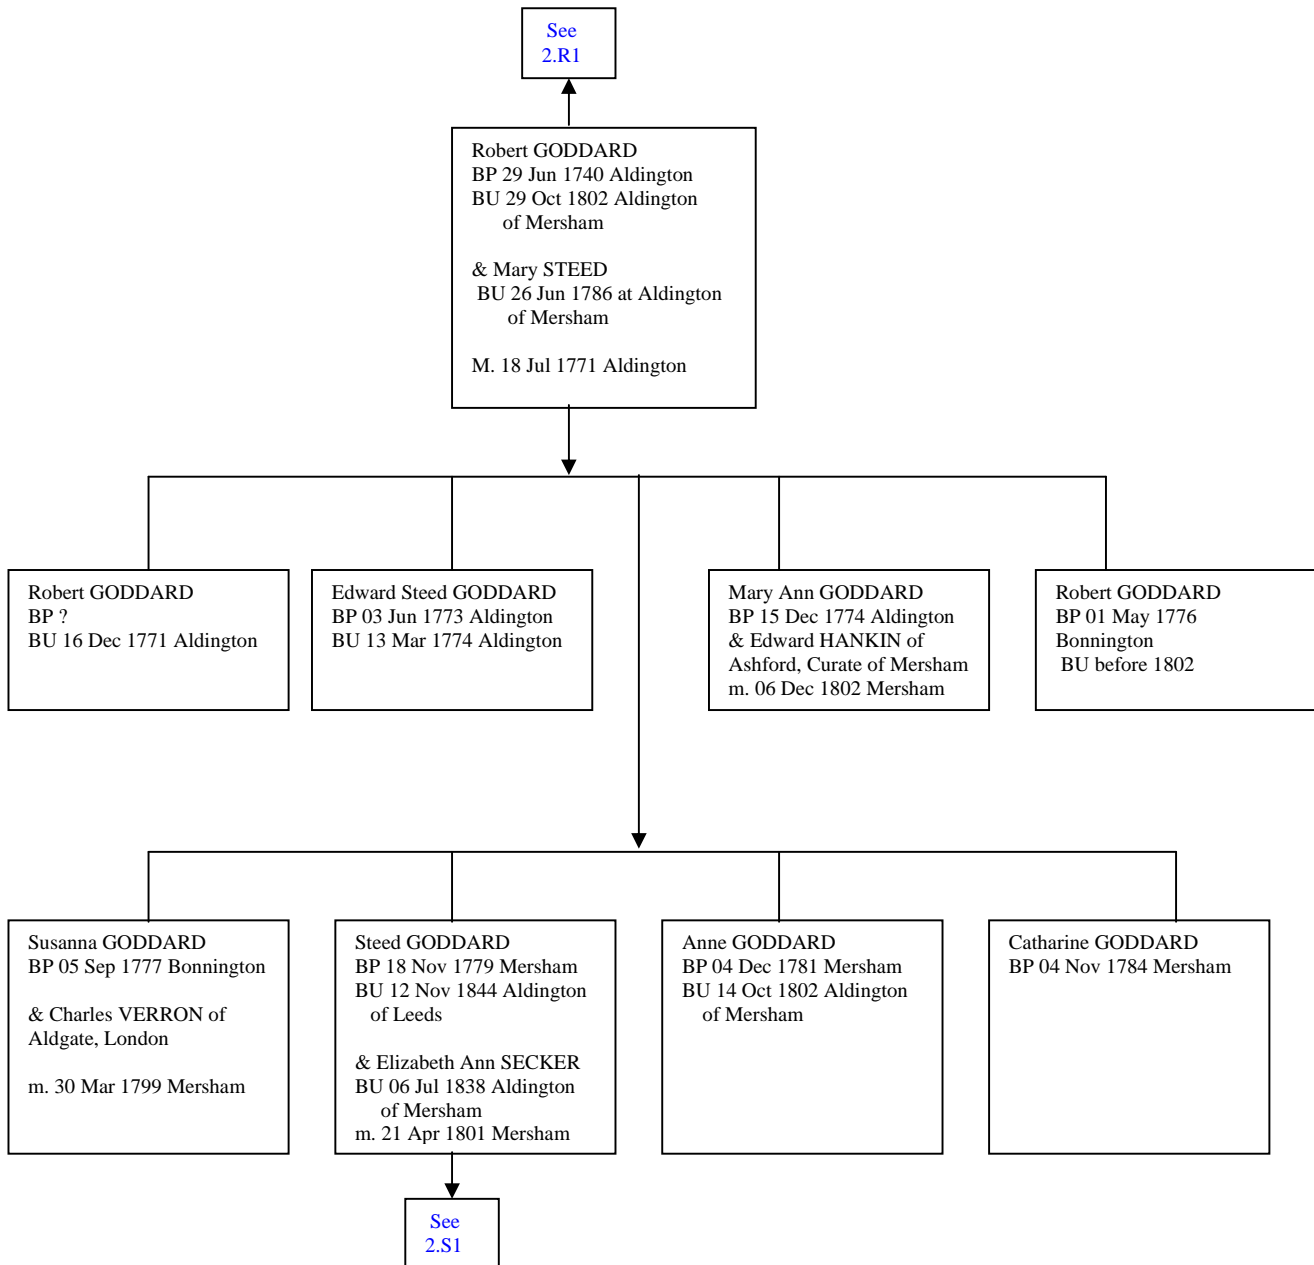 See
2.R1
Robert GODDARD
BP 29 Jun 1740 Aldington
BU 29 Oct 1802 Aldington
of Mersham
& Mary STEED
BU 26 Jun 1786 at Aldington
of Mersham
M. 18 Jul 1771 Aldington
Robert GODDARD
BP ?
BU 16 Dec 1771 Aldington
Edward Steed GODDARD
BP 03 Jun 1773 Aldington
BU 13 Mar 1774 Aldington
Mary Ann GODDARD
BP 15 Dec 1774 Aldington
& Edward HANKIN of
Ashford, Curate of Mersham
m. 06 Dec 1802 Mersham
Robert GODDARD
BP 01 May 1776
Bonnington
BU before 1802
Susanna GODDARD
BP 05 Sep 1777 Bonnington
& Charles VERRON of
Aldgate, London
m. 30 Mar 1799 Mersham
Steed GODDARD
BP 18 Nov 1779 Mersham
BU 12 Nov 1844 Aldington
of Leeds
& Elizabeth Ann SECKER
BU 06 Jul 1838 Aldington
of Mersham
m. 21 Apr 1801 Mersham
Anne GODDARD
BP 04 Dec 1781 Mersham
BU 14 Oct 1802 Aldington
of Mersham
Catharine GODDARD
BP 04 Nov 1784 Mersham
See
2.S1